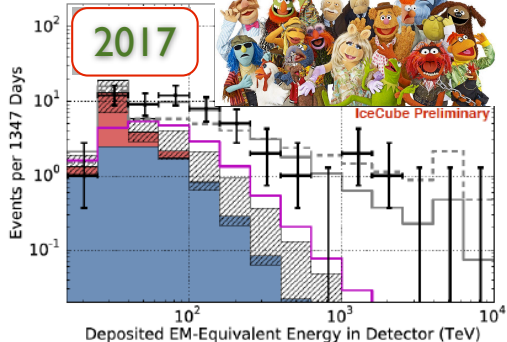 2017
IceCube Preliminary
Events per 1347 Days
10²
10¹
10⁰
10⁻¹
10² 10³ 10⁴
Deposited EM-Equivalent Energy in Detector (TeV)